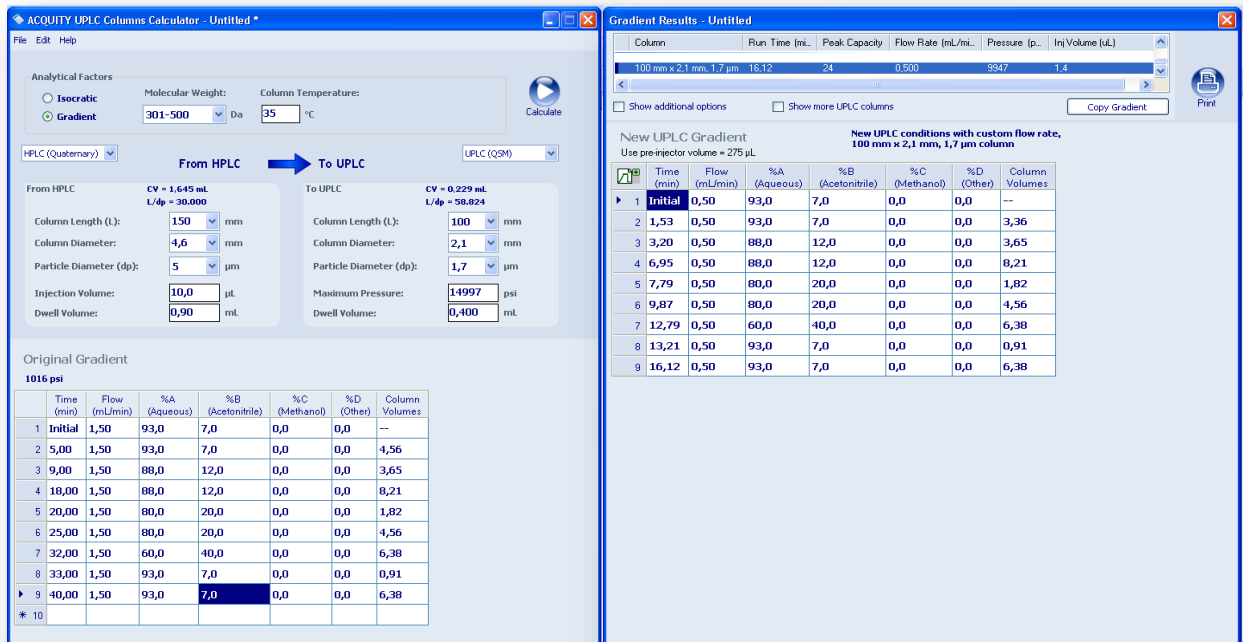 ACQUITY UPLC Columns Calculator - Untitled *
File Edit Help
Analytical Factors
Isocratic
Gradient
Molecular Weight:
301-500 Da
Column Temperature:
35 °C
Calculate
HPLC (Quaternary)
From HPLC To UPLC
UPLC (QSM)
From HPLC
CV = 1,645 mL
L/dp = 30.000
Column Length (L): 150 mm
Column Diameter: 4,6 mm
Particle Diameter (dp): 5 µm
Injection Volume: 10,0 µL
Dwell Volume: 0,90 mL
To UPLC
CV = 0,229 mL
L/dp = 58.824
Column Length (L): 100 mm
Column Diameter: 2,1 mm
Particle Diameter (dp): 1,7 µm
Maximum Pressure: 14997 psi
Dwell Volume: 0,400 mL
Original Gradient
1016 psi
Time (min) Flow (mL/min) %A (Aqueous) %B (Acetonitrile) %C (Methanol) %D (Other) Column Volumes
1 Initial 1,50 93,0 7,0 0,0 0,0 --
2 5,00 1,50 93,0 7,0 0,0 0,0 4,56
3 9,00 1,50 88,0 12,0 0,0 0,0 3,65
4 18,00 1,50 88,0 12,0 0,0 0,0 8,21
5 20,00 1,50 80,0 20,0 0,0 0,0 1,82
6 25,00 1,50 80,0 20,0 0,0 0,0 4,56
7 32,00 1,50 60,0 40,0 0,0 0,0 6,38
8 33,00 1,50 93,0 7,0 0,0 0,0 0,91
9 40,00 1,50 93,0 7,0 0,0 0,0 6,38
* 10
Gradient Results - Untitled
Column Run Time (mi... Peak Capacity Flow Rate (mL/mi... Pressure (p... Inj Volume (uL)
100 mm x 2,1 mm, 1,7 µm 16,12 24 0,500 9947 1,4
Show additional options Show more UPLC columns Copy Gradient
Print
New UPLC Gradient
Use pre-injector volume = 275 µL
New UPLC conditions with custom flow rate,
100 mm x 2,1 mm, 1,7 µm column
Time (min) Flow (mL/min) %A (Aqueous) %B (Acetonitrile) %C (Methanol) %D (Other) Column Volumes
1 Initial 0,50 93,0 7,0 0,0 0,0 --
2 1,53 0,50 93,0 7,0 0,0 0,0 3,36
3 3,20 0,50 88,0 12,0 0,0 0,0 3,65
4 6,95 0,50 88,0 12,0 0,0 0,0 8,21
5 7,79 0,50 80,0 20,0 0,0 0,0 1,82
6 9,87 0,50 80,0 20,0 0,0 0,0 4,56
7 12,79 0,50 60,0 40,0 0,0 0,0 6,38
8 13,21 0,50 93,0 7,0 0,0 0,0 0,91
9 16,12 0,50 93,0 7,0 0,0 0,0 6,38